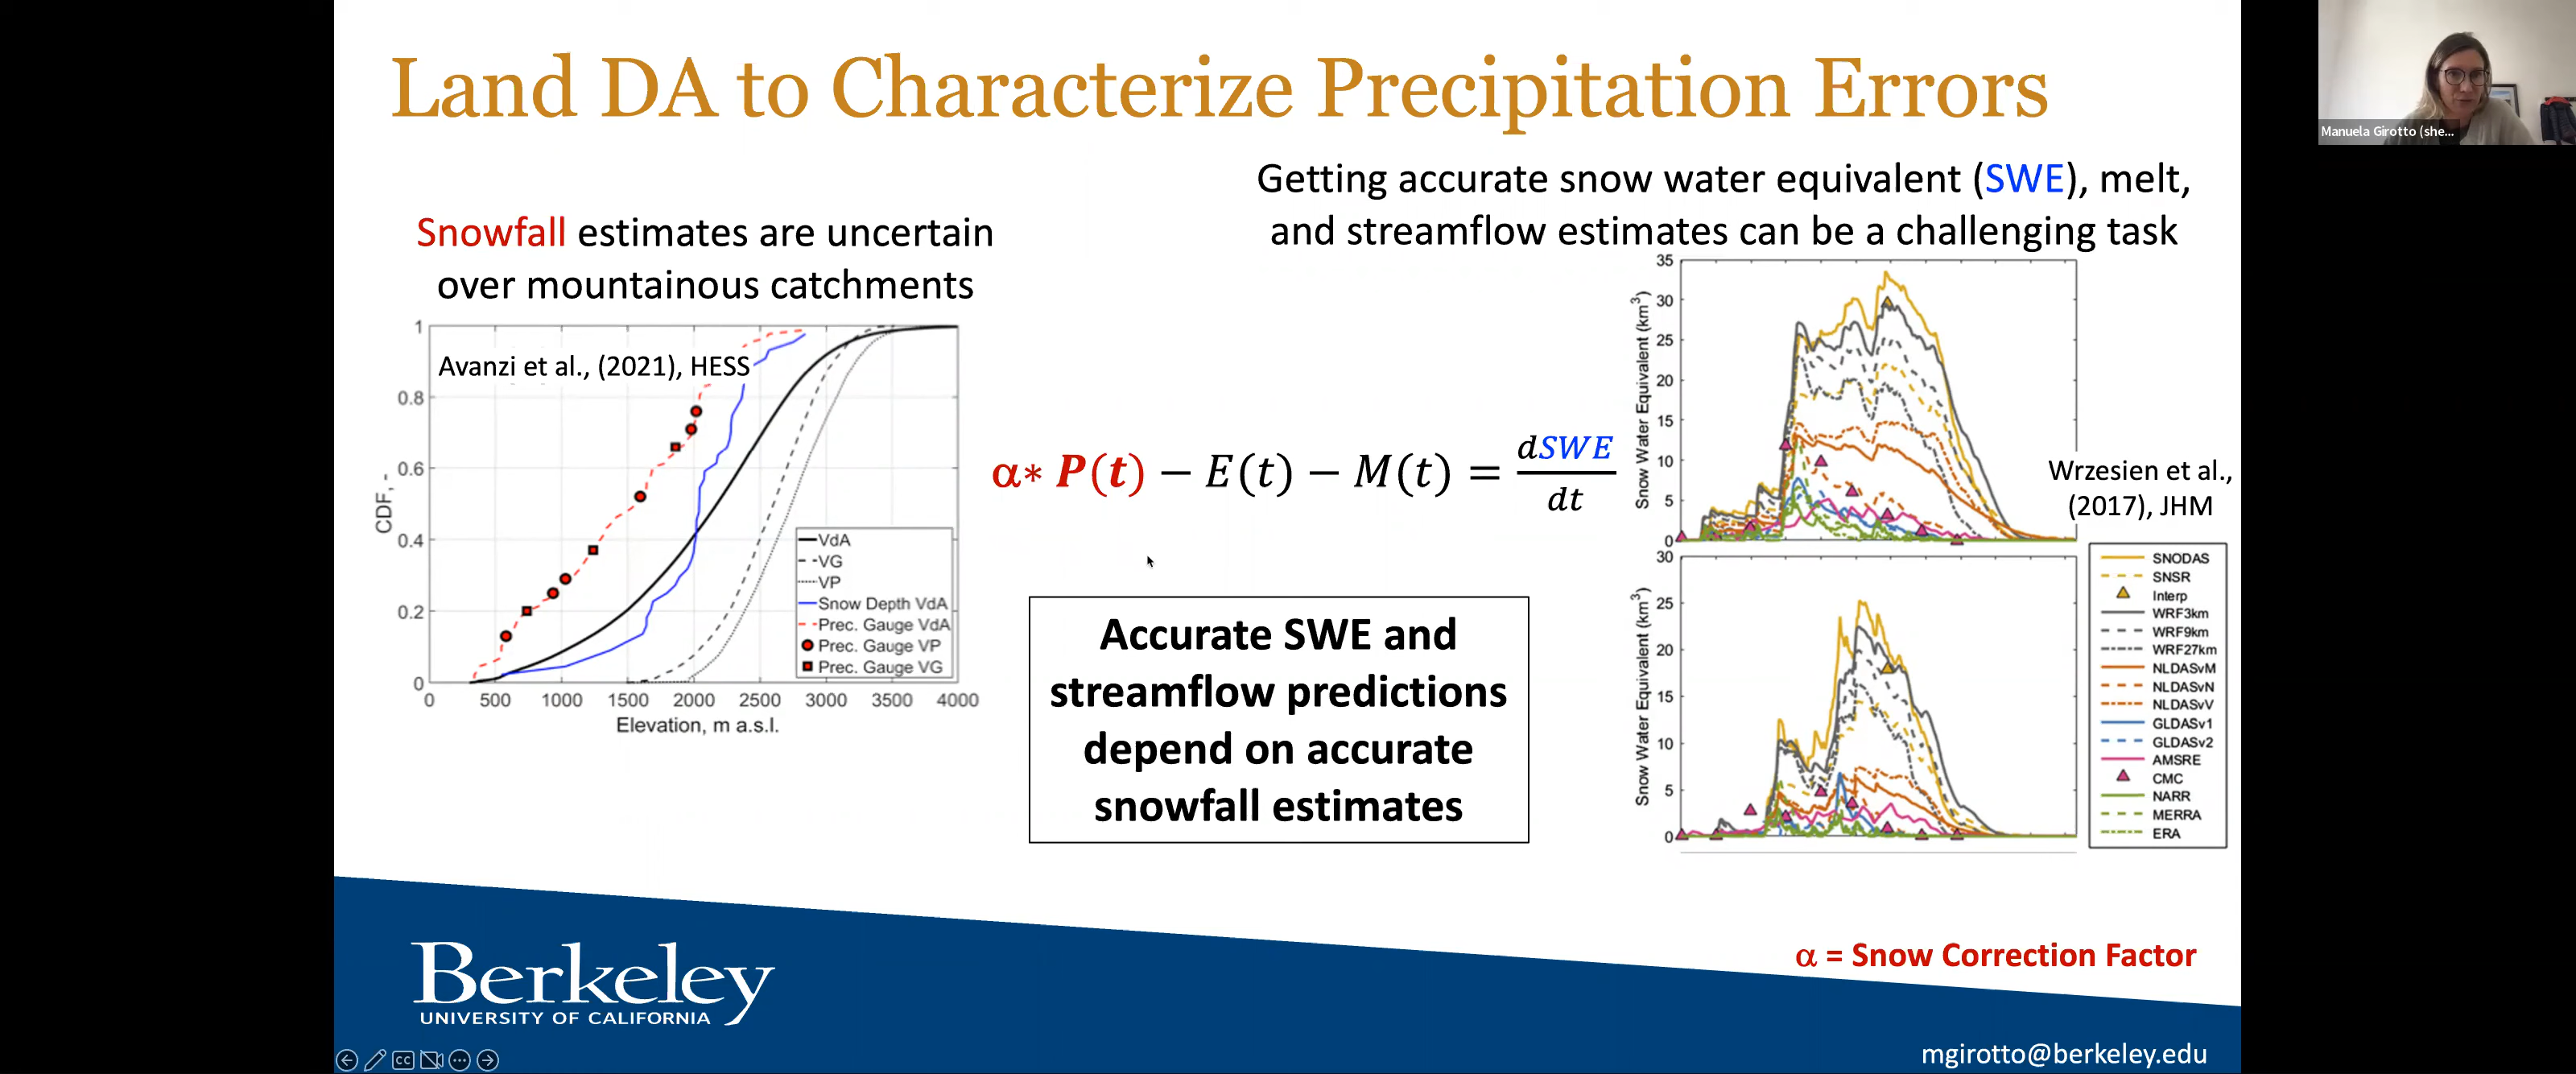 Land DA to Characterize Precipitation Errors
Manuela Girotto (she...
Snowfall estimates are uncertain
over mountainous catchments
Getting accurate snow water equivalent (SWE), melt,
and streamflow estimates can be a challenging task
Avanzi et al., (2021), HESS
1
0.8
0.6
0.4
0.2
0
CDF, -
0 500 1000 1500 2000 2500 3000 3500 4000
Elevation, m a.s.l.
VdA
VG
VP
Snow Depth VdA
Prec. Gauge VdA
Prec. Gauge VP
Prec. Gauge VG
α* P(t) − E(t) − M(t) = dSWE/dt
Accurate SWE and
streamflow predictions
depend on accurate
snowfall estimates
35
30
25
20
15
10
5
0
Snow Water Equivalent (km³)
Wrzesien et al.,
(2017), JHM
30
25
20
15
10
5
0
Snow Water Equivalent (km³)
SNODAS
SNSR
Interp
WRF3km
WRF9km
WRF27km
NLDASvM
NLDASvN
NLDASvV
GLDASv1
GLDASv2
AMSRE
CMC
NARR
MERRA
ERA
α = Snow Correction Factor
Berkeley
UNIVERSITY OF CALIFORNIA
CC
mgirotto@berkeley.edu